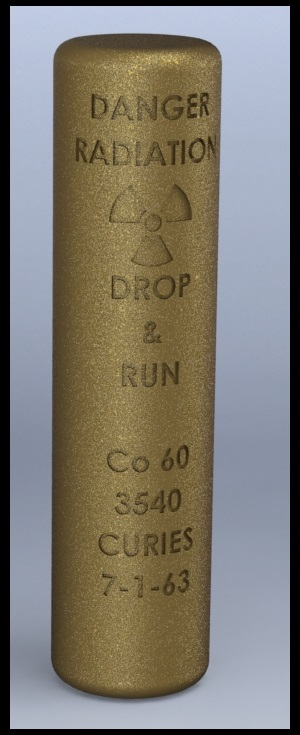 DANGER
RADIATION
DROP
&
RUN
Co 60
3540
CURIES
7-1-63